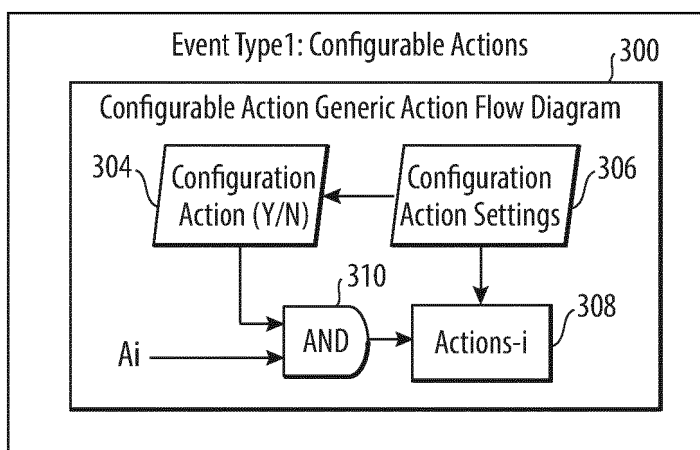 Event Type1: Configurable Actions
300
Configurable Action Generic Action Flow Diagram
304
Configuration
Action (Y/N)
Configuration
Action Settings
306
310
AND
Actions-i
308
Ai